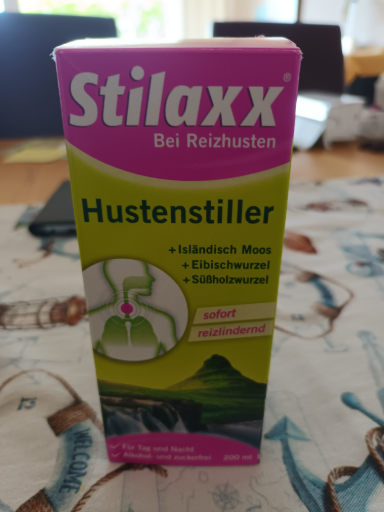 Stilaxx®
Bei Reizhusten
Hustenstiller
+Isländisch Moos
+Eibischwurzel
+Süßholzwurzel
sofort
reizlindernd
✓ Für Tag und Nacht
✓ Alkohol- und zuckerfrei
200 ml
WELCOME